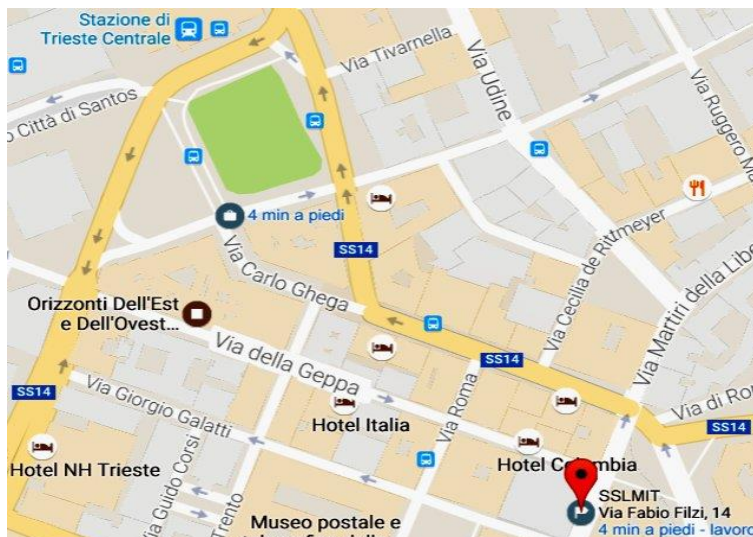 Stazione di
Trieste Centrale
Via Tivarnella
Via Udine
Via Ruggero Ma
o Città di Santos
4 min a piedi
SS14
Via Carlo Ghega
Via Cecilia de Rittmeyer
Via Martiri della Libe
Orizzonti Dell'Est
e Dell'Ovest...
Via della Geppa
SS14
SS14
Via Giorgio Galatti
Hotel Italia
Via Roma
Via di Ro
SS14
Hotel NH Trieste
Via Guido Corsi
Trento
Hotel Colombia
SSLMIT
Via Fabio Filzi, 14
4 min a piedi - lavoro
Museo postale e